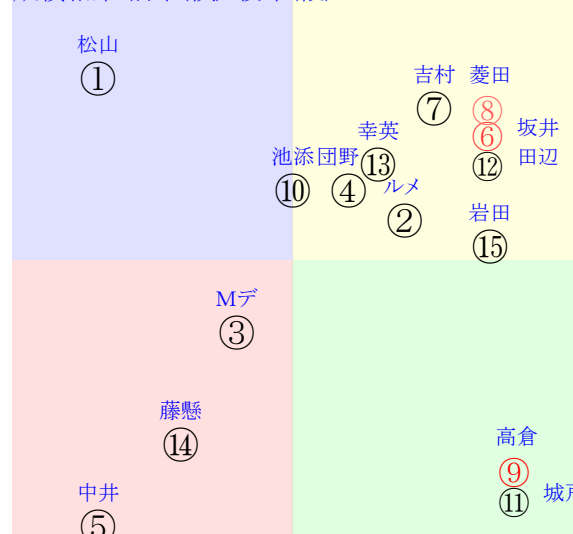 松山
①
吉村 菱田
⑦ ⑧
⑥ 坂井
幸英
池添 団野 ⑬ ⑫ 田辺
⑩ ④ ルメ
② 岩田
⑮
Mデ
③
藤懸
⑭
高倉
⑨
中井 ⑪
⑤